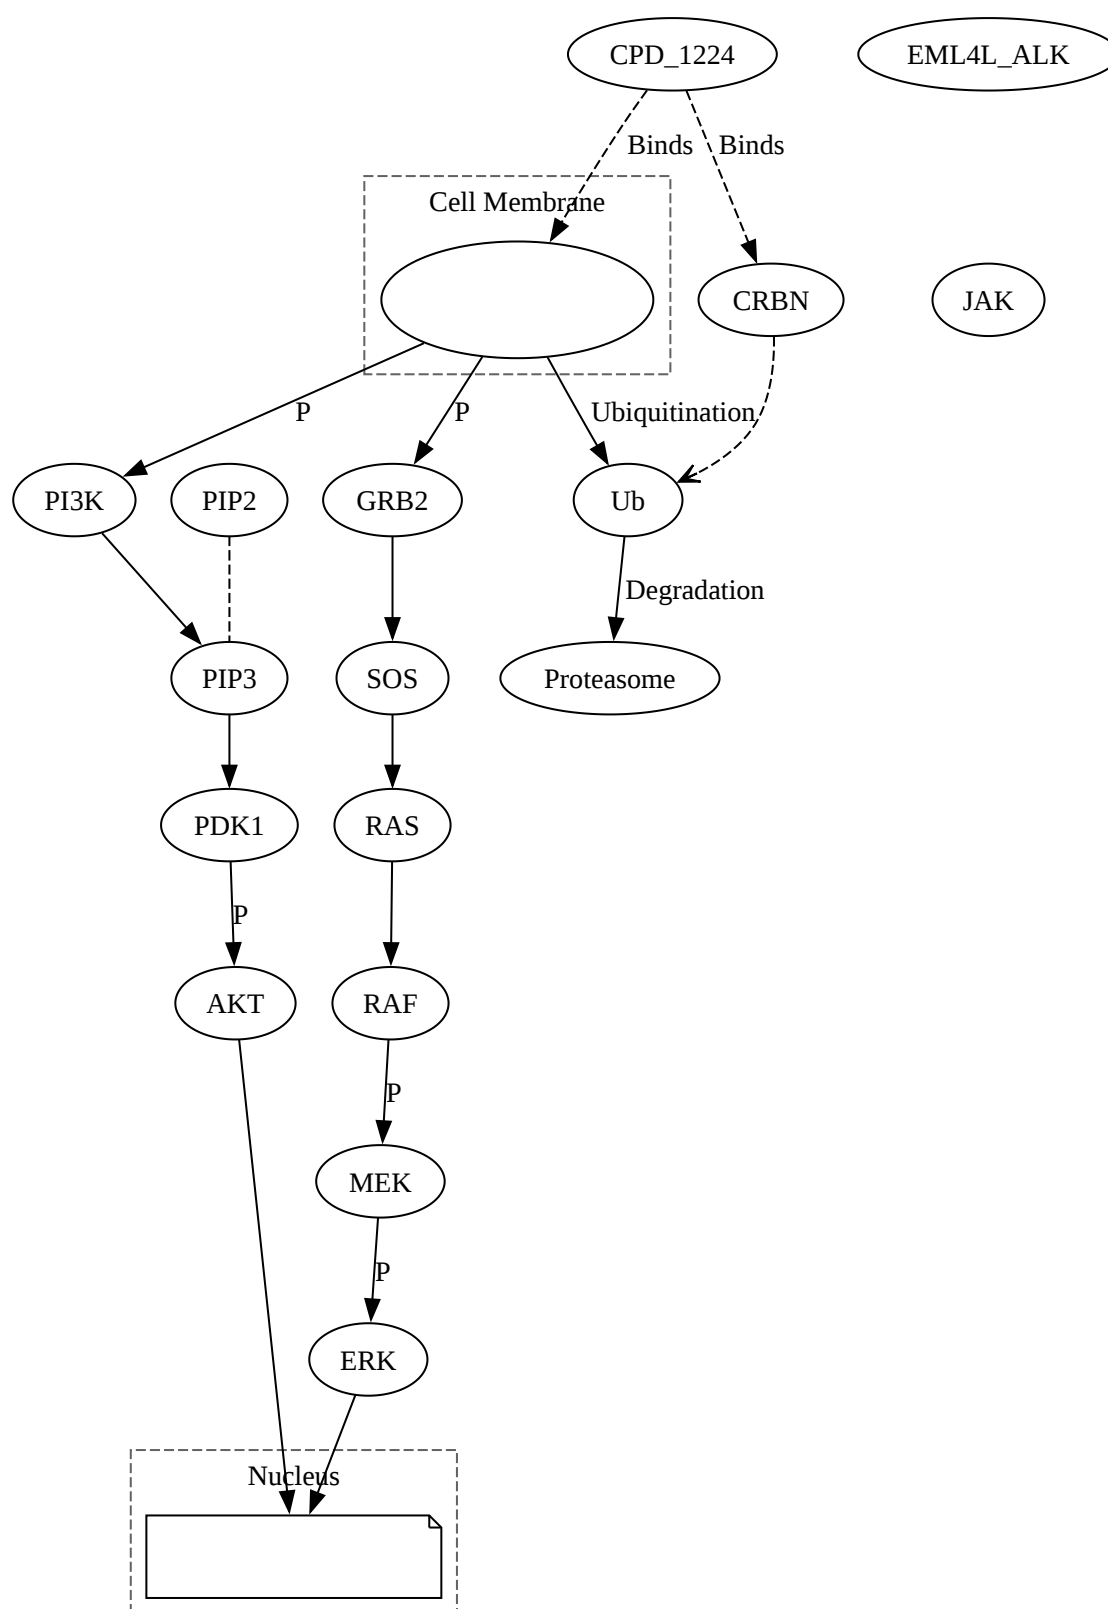 CPD_1224
EML4L_ALK
Binds
Binds
Cell Membrane
CRBN
JAK
P
P
Ubiquitination
PI3K
PIP2
GRB2
Ub
Degradation
PIP3
SOS
Proteasome
PDK1
RAS
P
AKT
RAF
P
MEK
P
ERK
Nucleus